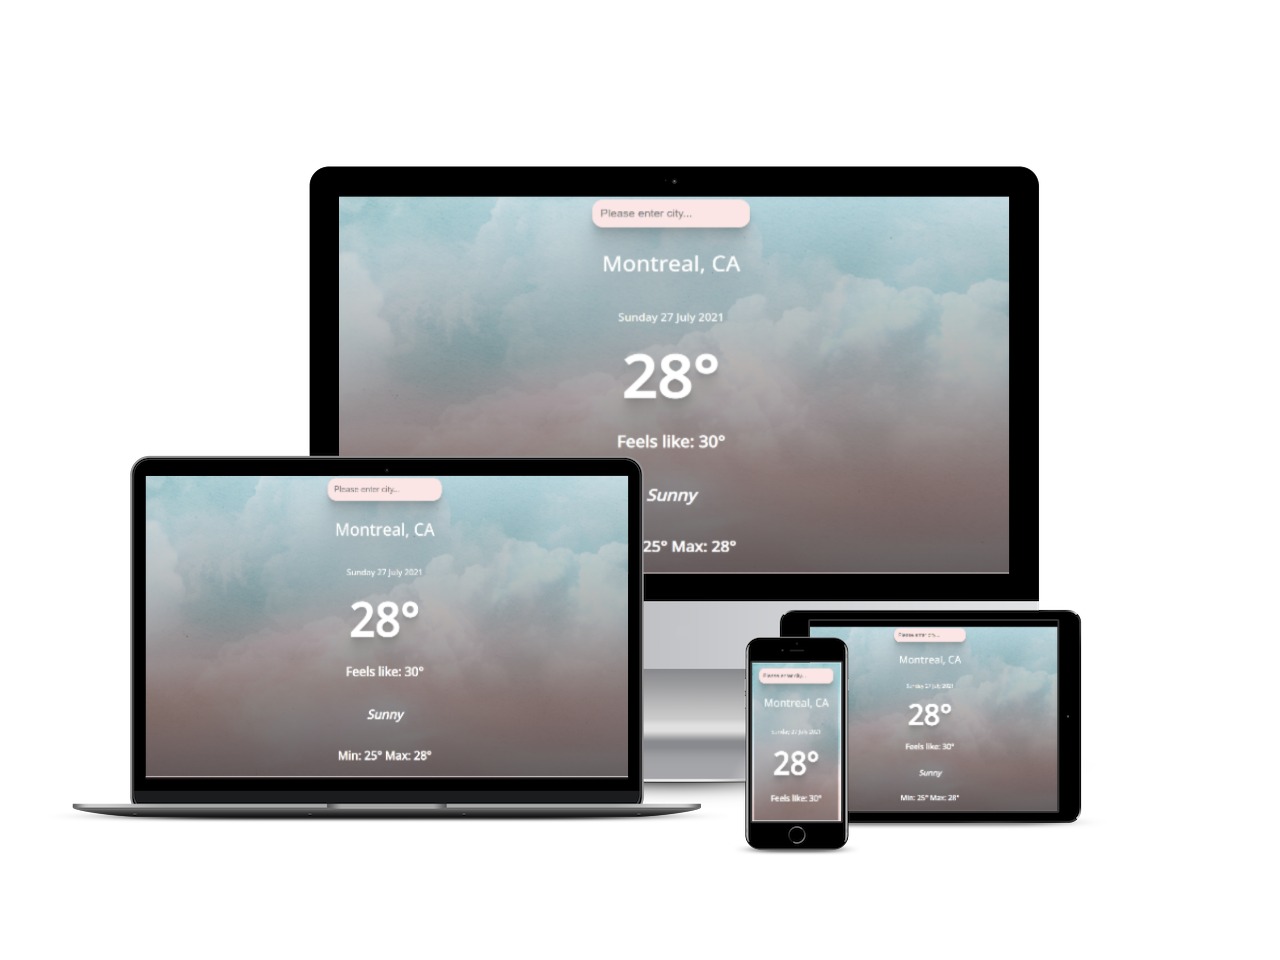 Please enter city...
Montreal, CA
Sunday 27 July 2021
28°
Feels like: 30°
Sunny
25° Max: 28°
Please enter city...
Montreal, CA
Sunday 27 July 2021
28°
Feels like: 30°
Sunny
Min: 25° Max: 28°
Please enter city...
Montreal, CA
Sunday 27 July 2021
28°
Feels like: 30°
Please enter city...
Montreal, CA
Sunday 27 July 2021
28°
Feels like: 30°
Sunny
Min: 25° Max: 28°